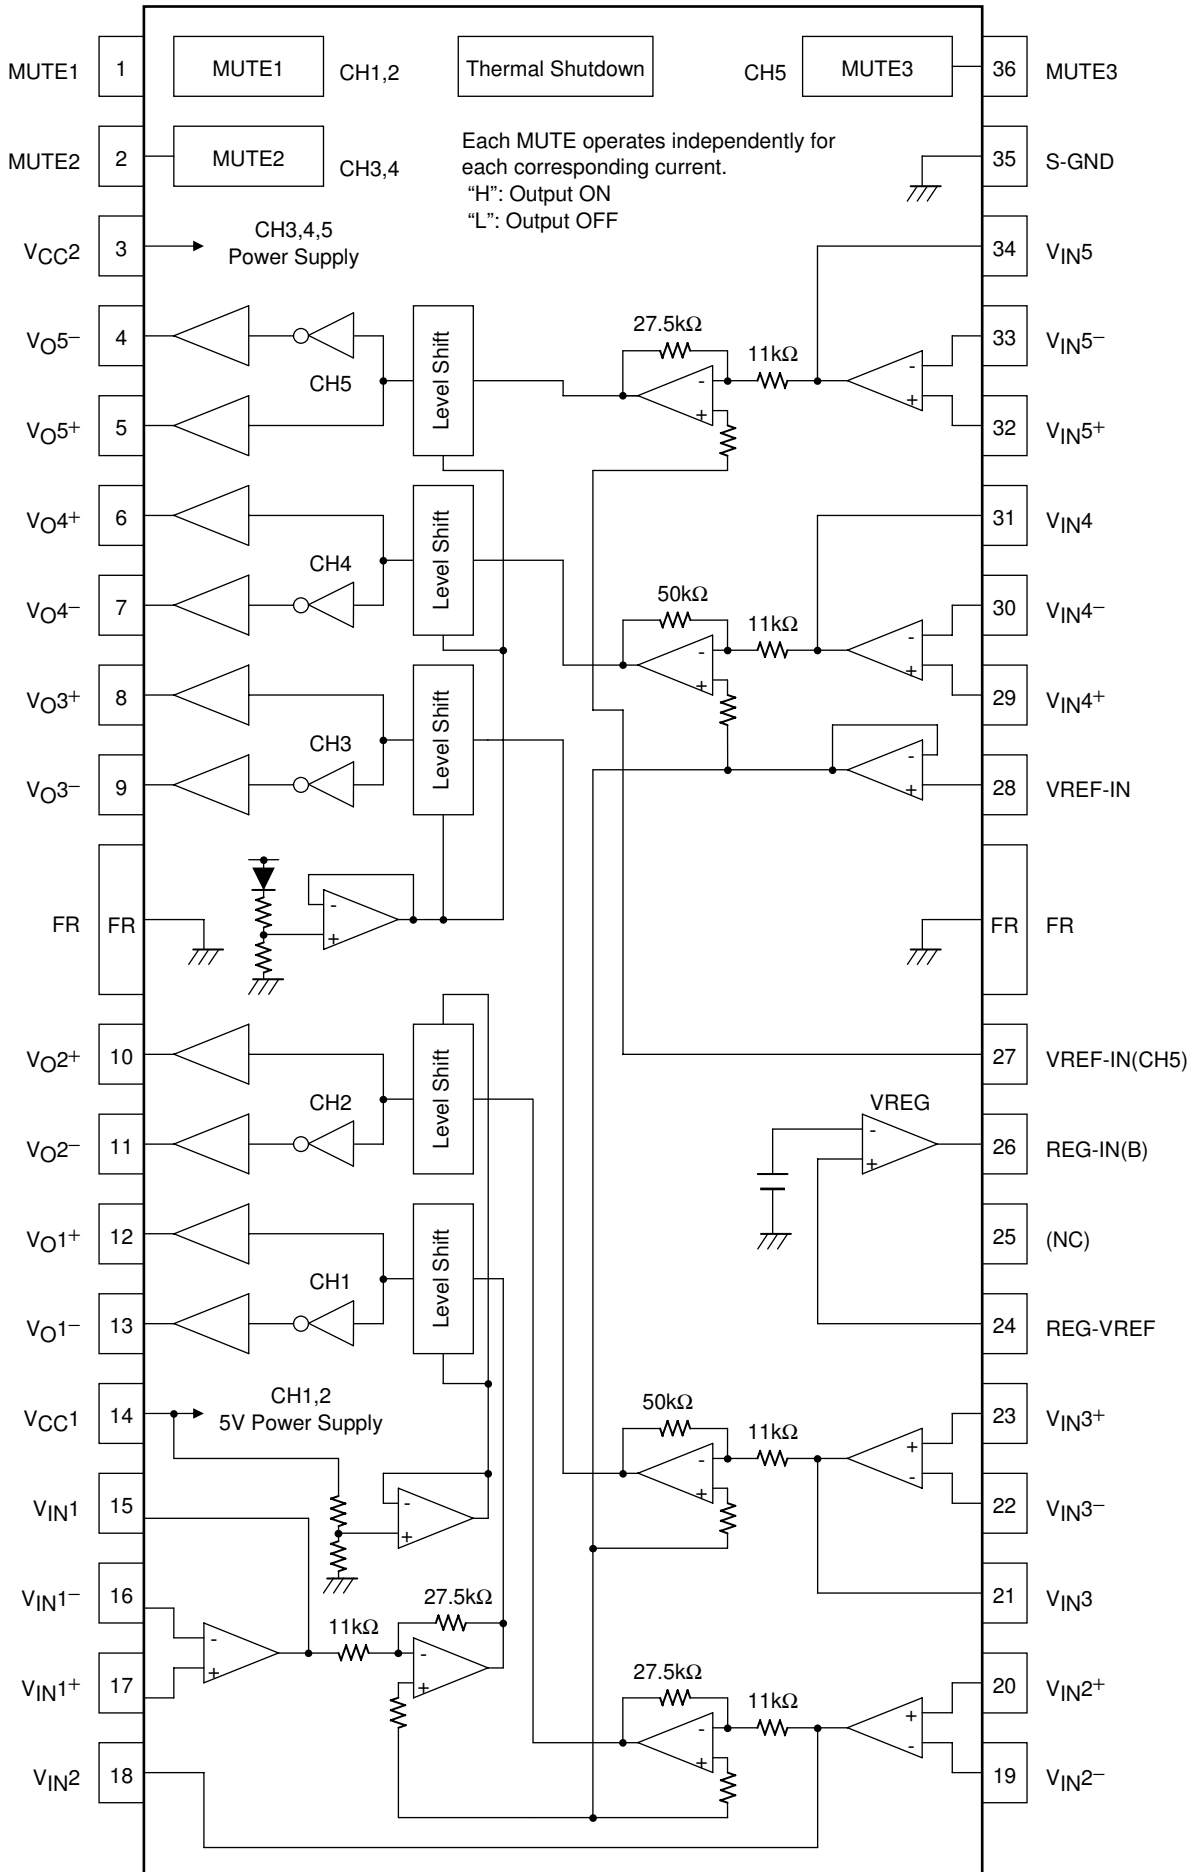 MUTE1 1 MUTE1 CH1,2 Thermal Shutdown CH5 MUTE3 36 MUTE3
MUTE2 2 MUTE2 CH3,4
Each MUTE operates independently for
each corresponding current.
“H”: Output ON
“L”: Output OFF
35 S-GND
VCC2 3 CH3,4,5
Power Supply
34 VIN5
VO5− 4 CH5 Level Shift 27.5kΩ 11kΩ - + - + 33 VIN5−
VO5+ 5 32 VIN5+
VO4+ 6 CH4 Level Shift 31 VIN4
VO4− 7 50kΩ 11kΩ - + - + 30 VIN4−
VO3+ 8 CH3 Level Shift 29 VIN4+
VO3− 9 - + 28 VREF-IN
FR FR - + FR FR
VO2+ 10 CH2 Level Shift 27 VREF-IN(CH5)
VO2− 11 VREG - + 26 REG-IN(B)
VO1+ 12 CH1 Level Shift 25 (NC)
VO1− 13 24 REG-VREF
VCC1 14 CH1,2
5V Power Supply
50kΩ 11kΩ - + + - 23 VIN3+
VIN1 15 - + 22 VIN3−
VIN1− 16 - + 11kΩ 27.5kΩ - + 21 VIN3
VIN1+ 17 27.5kΩ 11kΩ - + + - 20 VIN2+
VIN2 18 19 VIN2−